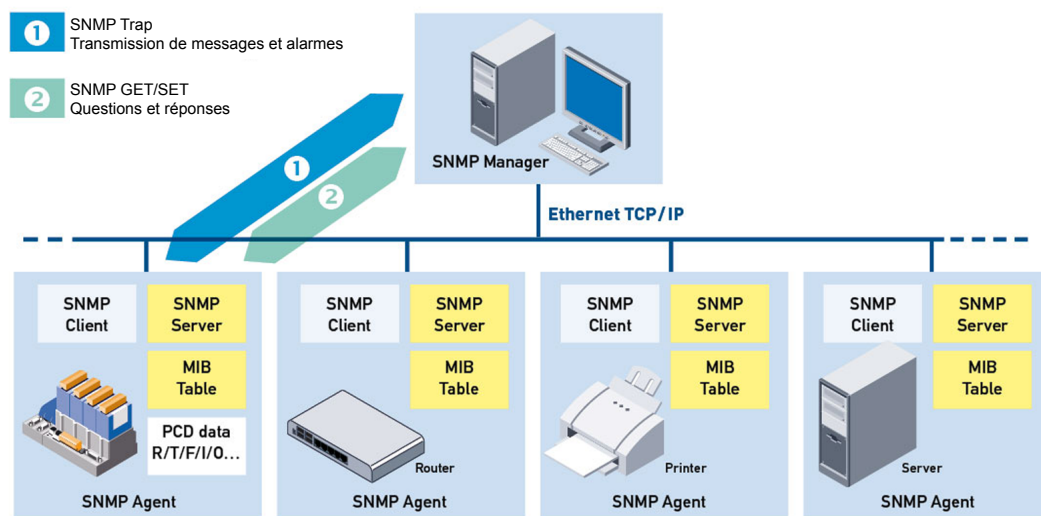 1
SNMP Trap
Transmission de messages et alarmes
2
SNMP GET/SET
Questions et réponses
1
2
SNMP Manager
Ethernet TCP/IP
SNMP
Client
SNMP
Server
MIB
Table
PCD data
R/T/F/I/O...
SNMP Agent
SNMP
Client
SNMP
Server
MIB
Table
Router
SNMP Agent
SNMP
Client
SNMP
Server
MIB
Table
Printer
SNMP Agent
SNMP
Client
SNMP
Server
MIB
Table
Server
SNMP Agent